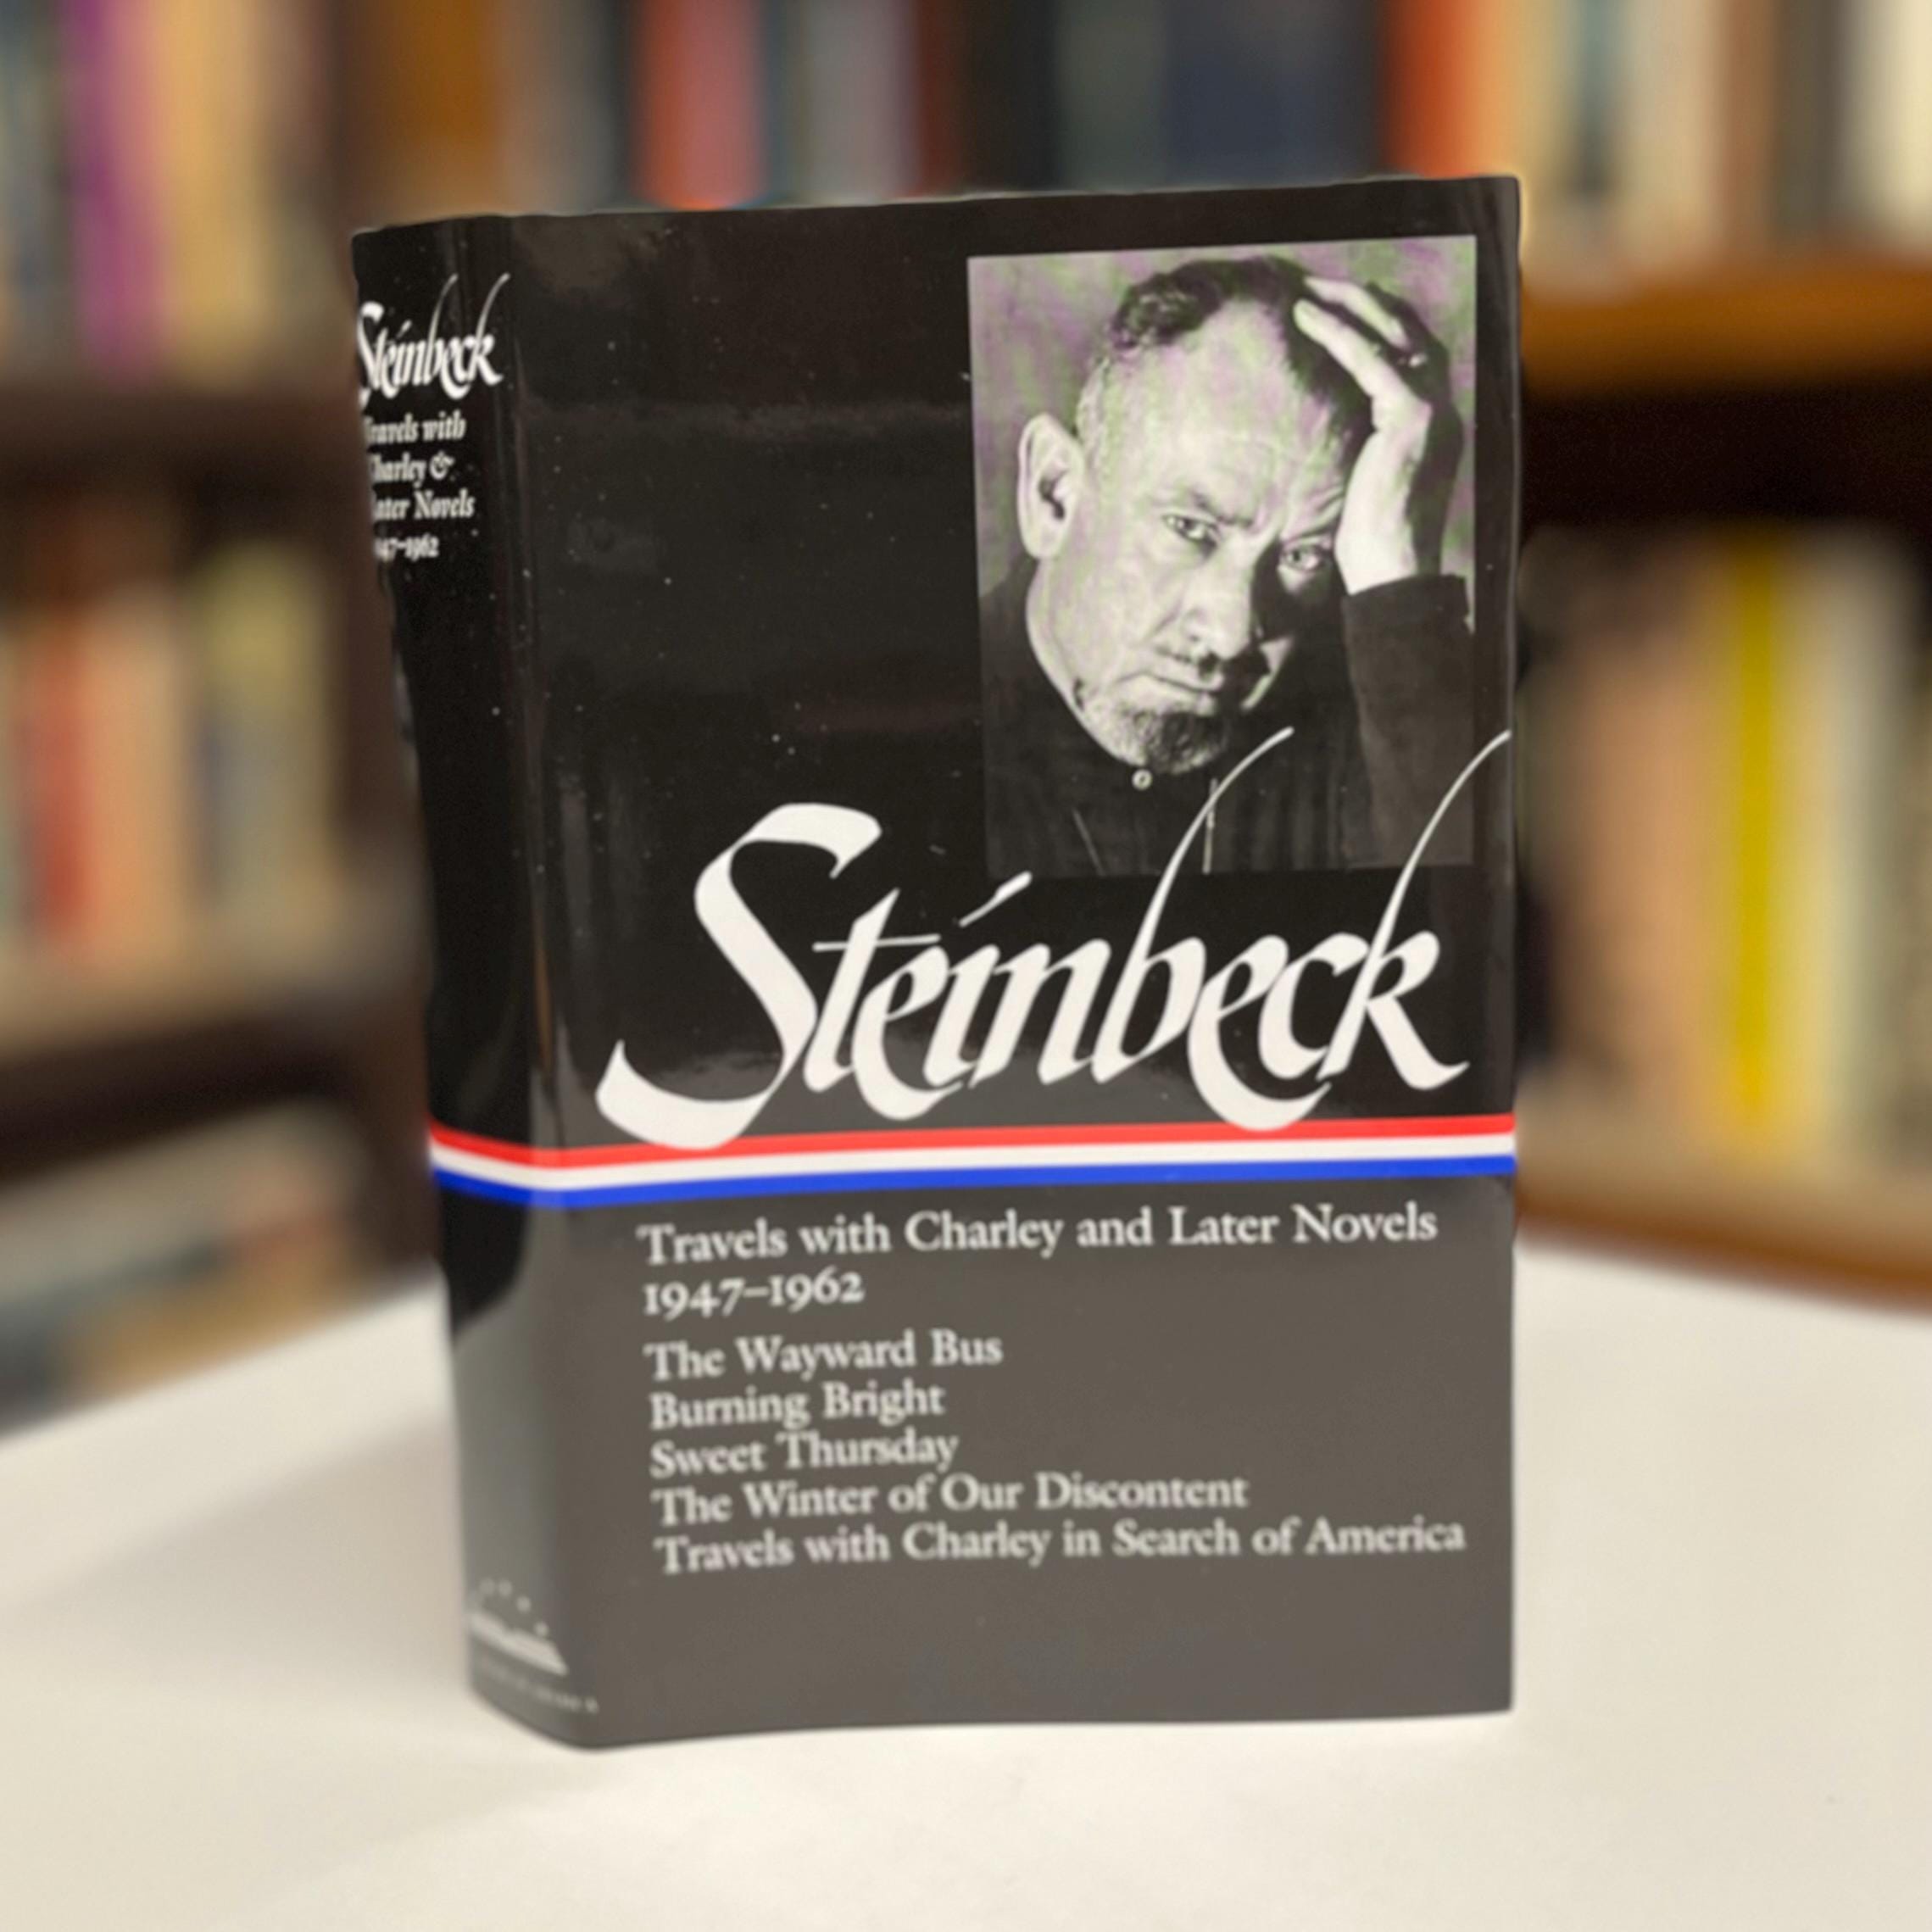 Steinbeck
Travels with
Charley &
Later Novels
1947–1962
Steinbeck
Travels with Charley and Later Novels
1947–1962
The Wayward Bus
Burning Bright
Sweet Thursday
The Winter of Our Discontent
Travels with Charley in Search of America